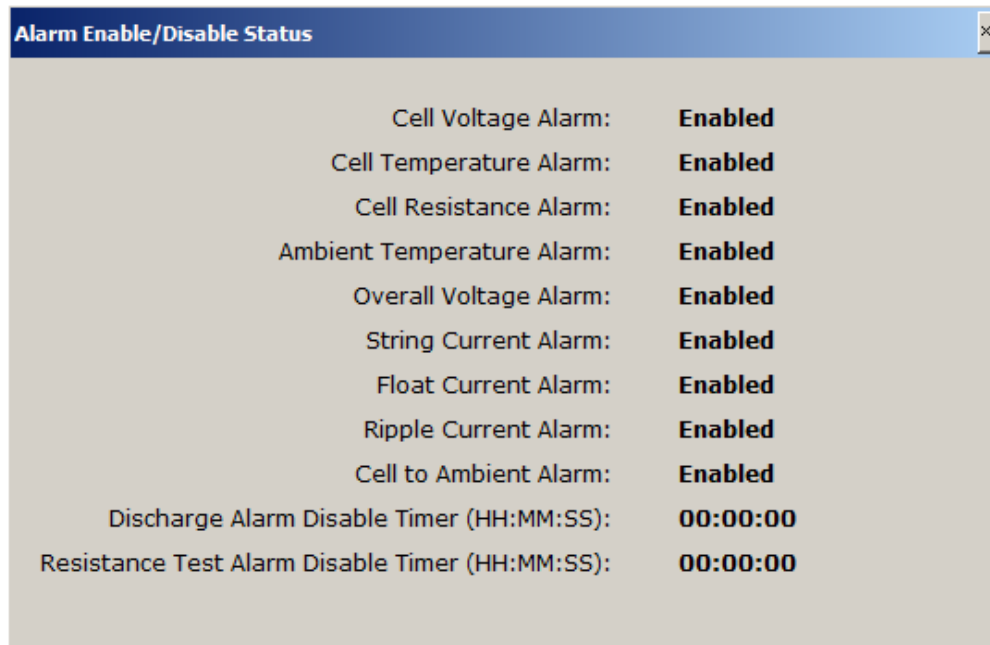 Alarm Enable/Disable Status
Cell Voltage Alarm: Enabled
Cell Temperature Alarm: Enabled
Cell Resistance Alarm: Enabled
Ambient Temperature Alarm: Enabled
Overall Voltage Alarm: Enabled
String Current Alarm: Enabled
Float Current Alarm: Enabled
Ripple Current Alarm: Enabled
Cell to Ambient Alarm: Enabled
Discharge Alarm Disable Timer (HH:MM:SS): 00:00:00
Resistance Test Alarm Disable Timer (HH:MM:SS): 00:00:00